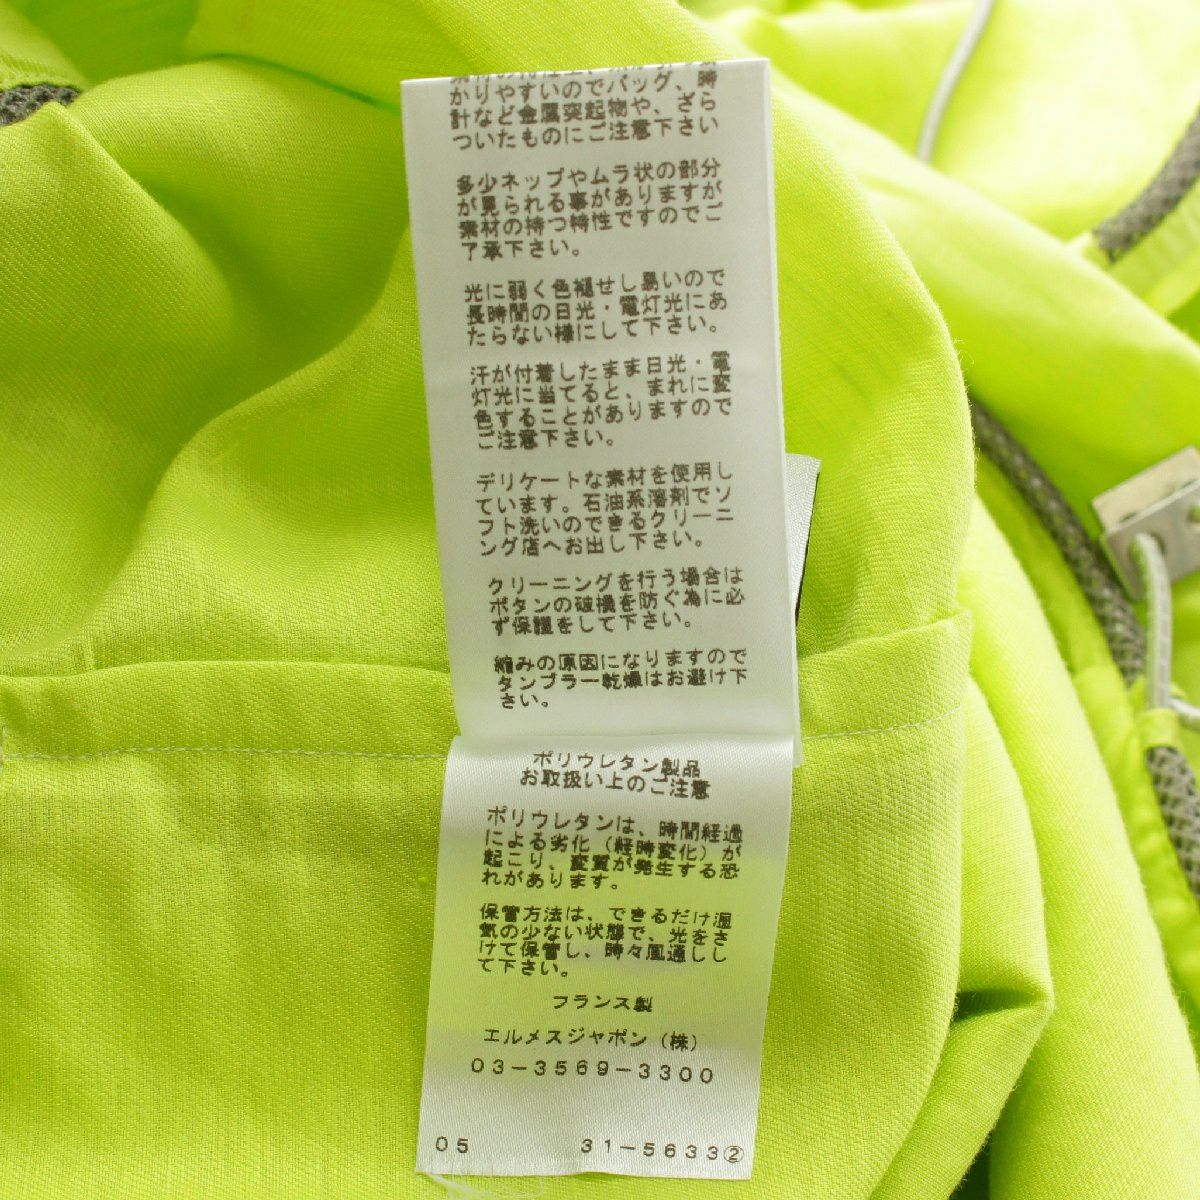 かりやすいのでバッグ、時
計など金属突起物や、ざら
ついたものにご注意下さい
多少ネップやムラ状の部分
が見られる事がありますが
素材の持つ特性ですのでご
了承下さい。
光に弱く色褪せし易いので
長時間の日光・電灯光にあ
たらない様にして下さい。
汗が付着したまま日光・電
灯光に当てると、まれに変
色することがありますので
ご注意下さい。
デリケートな素材を使用し
ています。石油系溶剤でソ
フト洗いのできるクリーニ
ング店へお出し下さい。
クリーニングを行う場合は
ボタンの破損を防ぐ為に必
ず保護をして下さい。
縮みの原因になりますので
タンブラー乾燥はお避け下
さい。
ポリウレタン製品
お取扱い上のご注意
ポリウレタンは、時間経過
による劣化（経時変化）が
起こり、変質が発生する恐
れがあります。
保管方法は、できるだけ湿
気の少ない状態で、光をさ
けて保管し、時々風通しし
て下さい。
フランス製
エルメスジャポン（株）
03-3569-3300
05 31-5633②